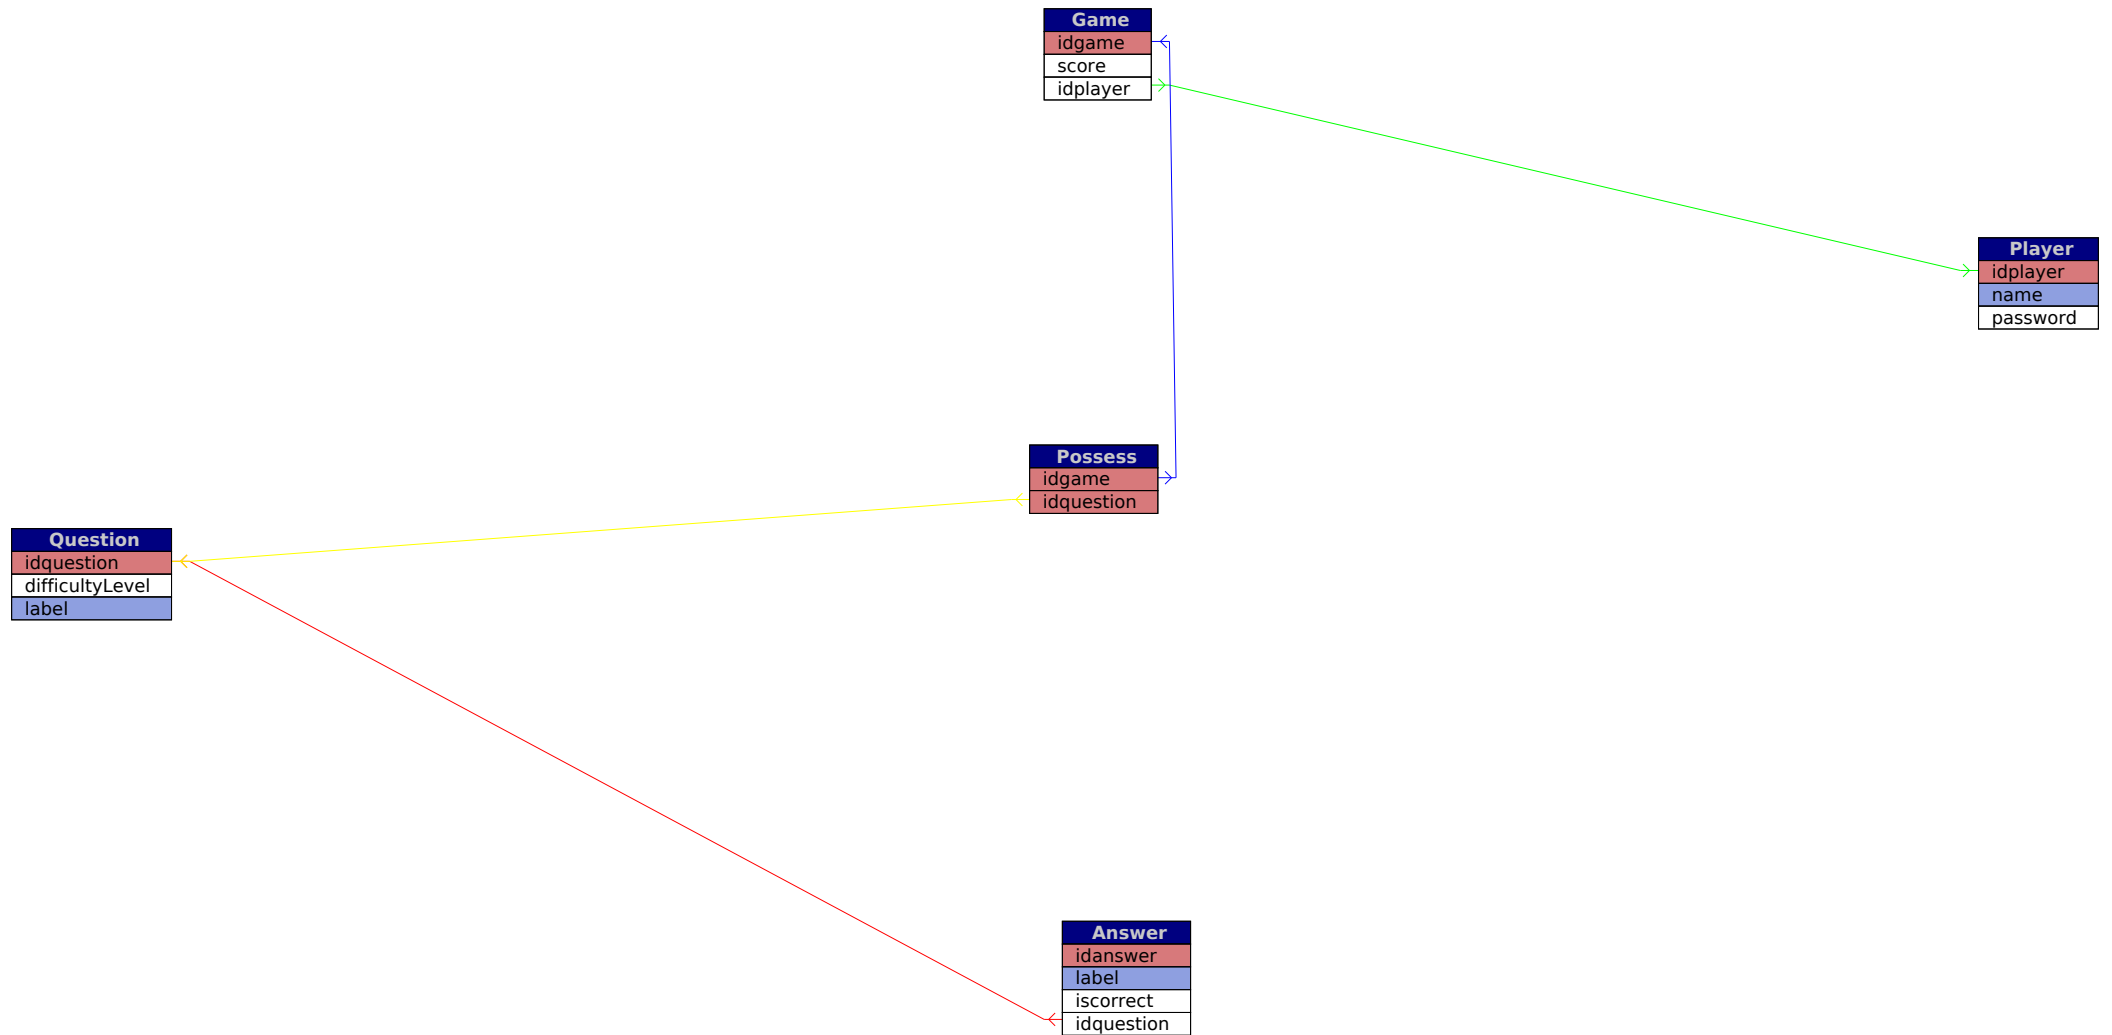 Game
idgame
score
idplayer
Player
idplayer
name
password
Possess
idgame
idquestion
Question
idquestion
difficultyLevel
label
Answer
idanswer
label
iscorrect
idquestion